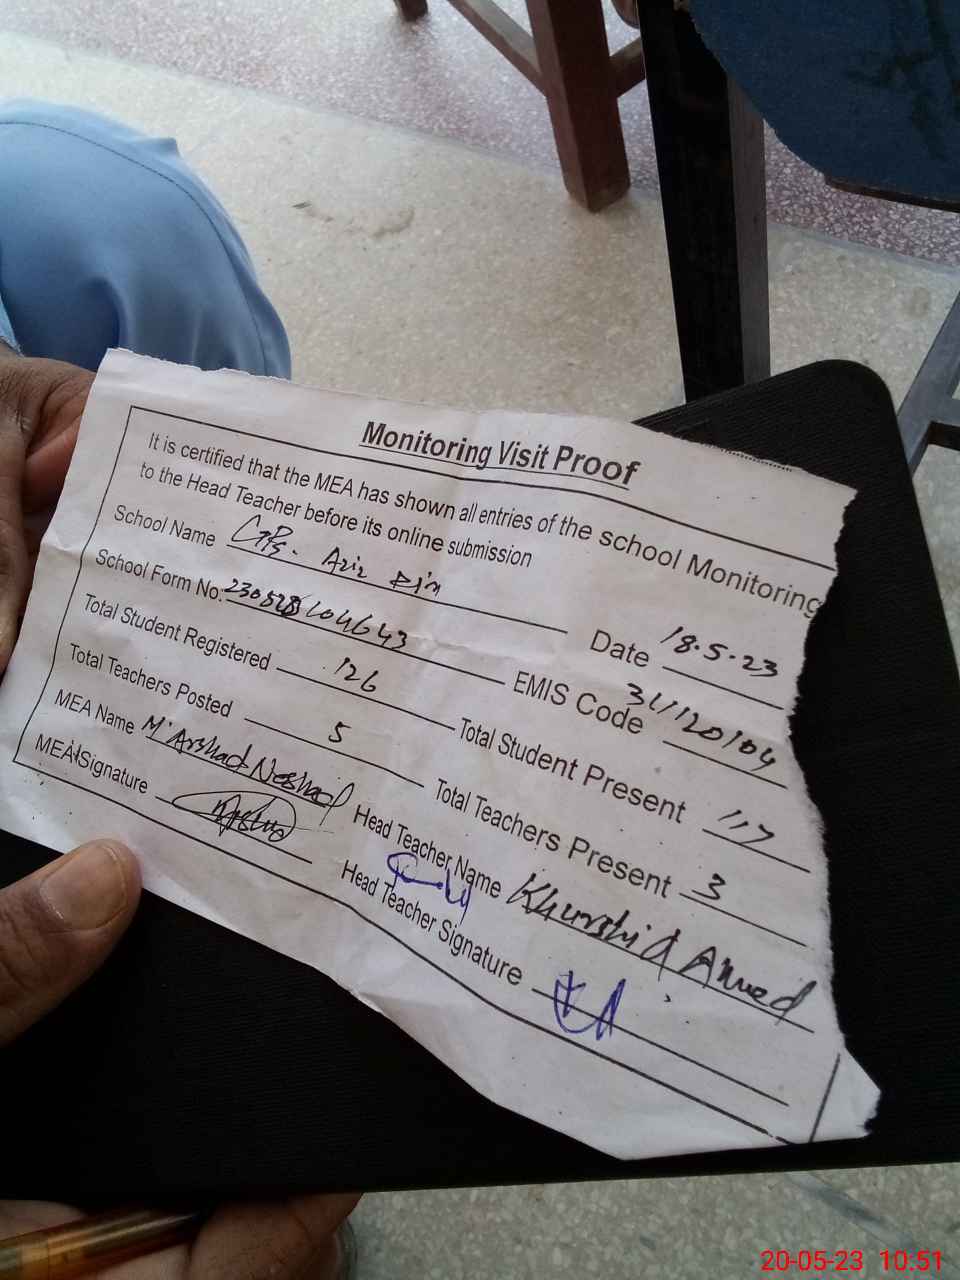 Monitoring Visit Proof
It is certified that the MEA has shown all entries of the school Monitoring
to the Head Teacher before its online submission
School Name GPS. Aziz Din Date 18.5.23
School Form No: EMIS Code 31120104
Total Student Registered 126 Total Student Present 117
Total Teachers Posted 5 Total Teachers Present 3
MEA Name M. Arshad Head Teacher Name Khurshid Ahmed
MEA Signature Head Teacher Signature KA
20-05-23 10:51